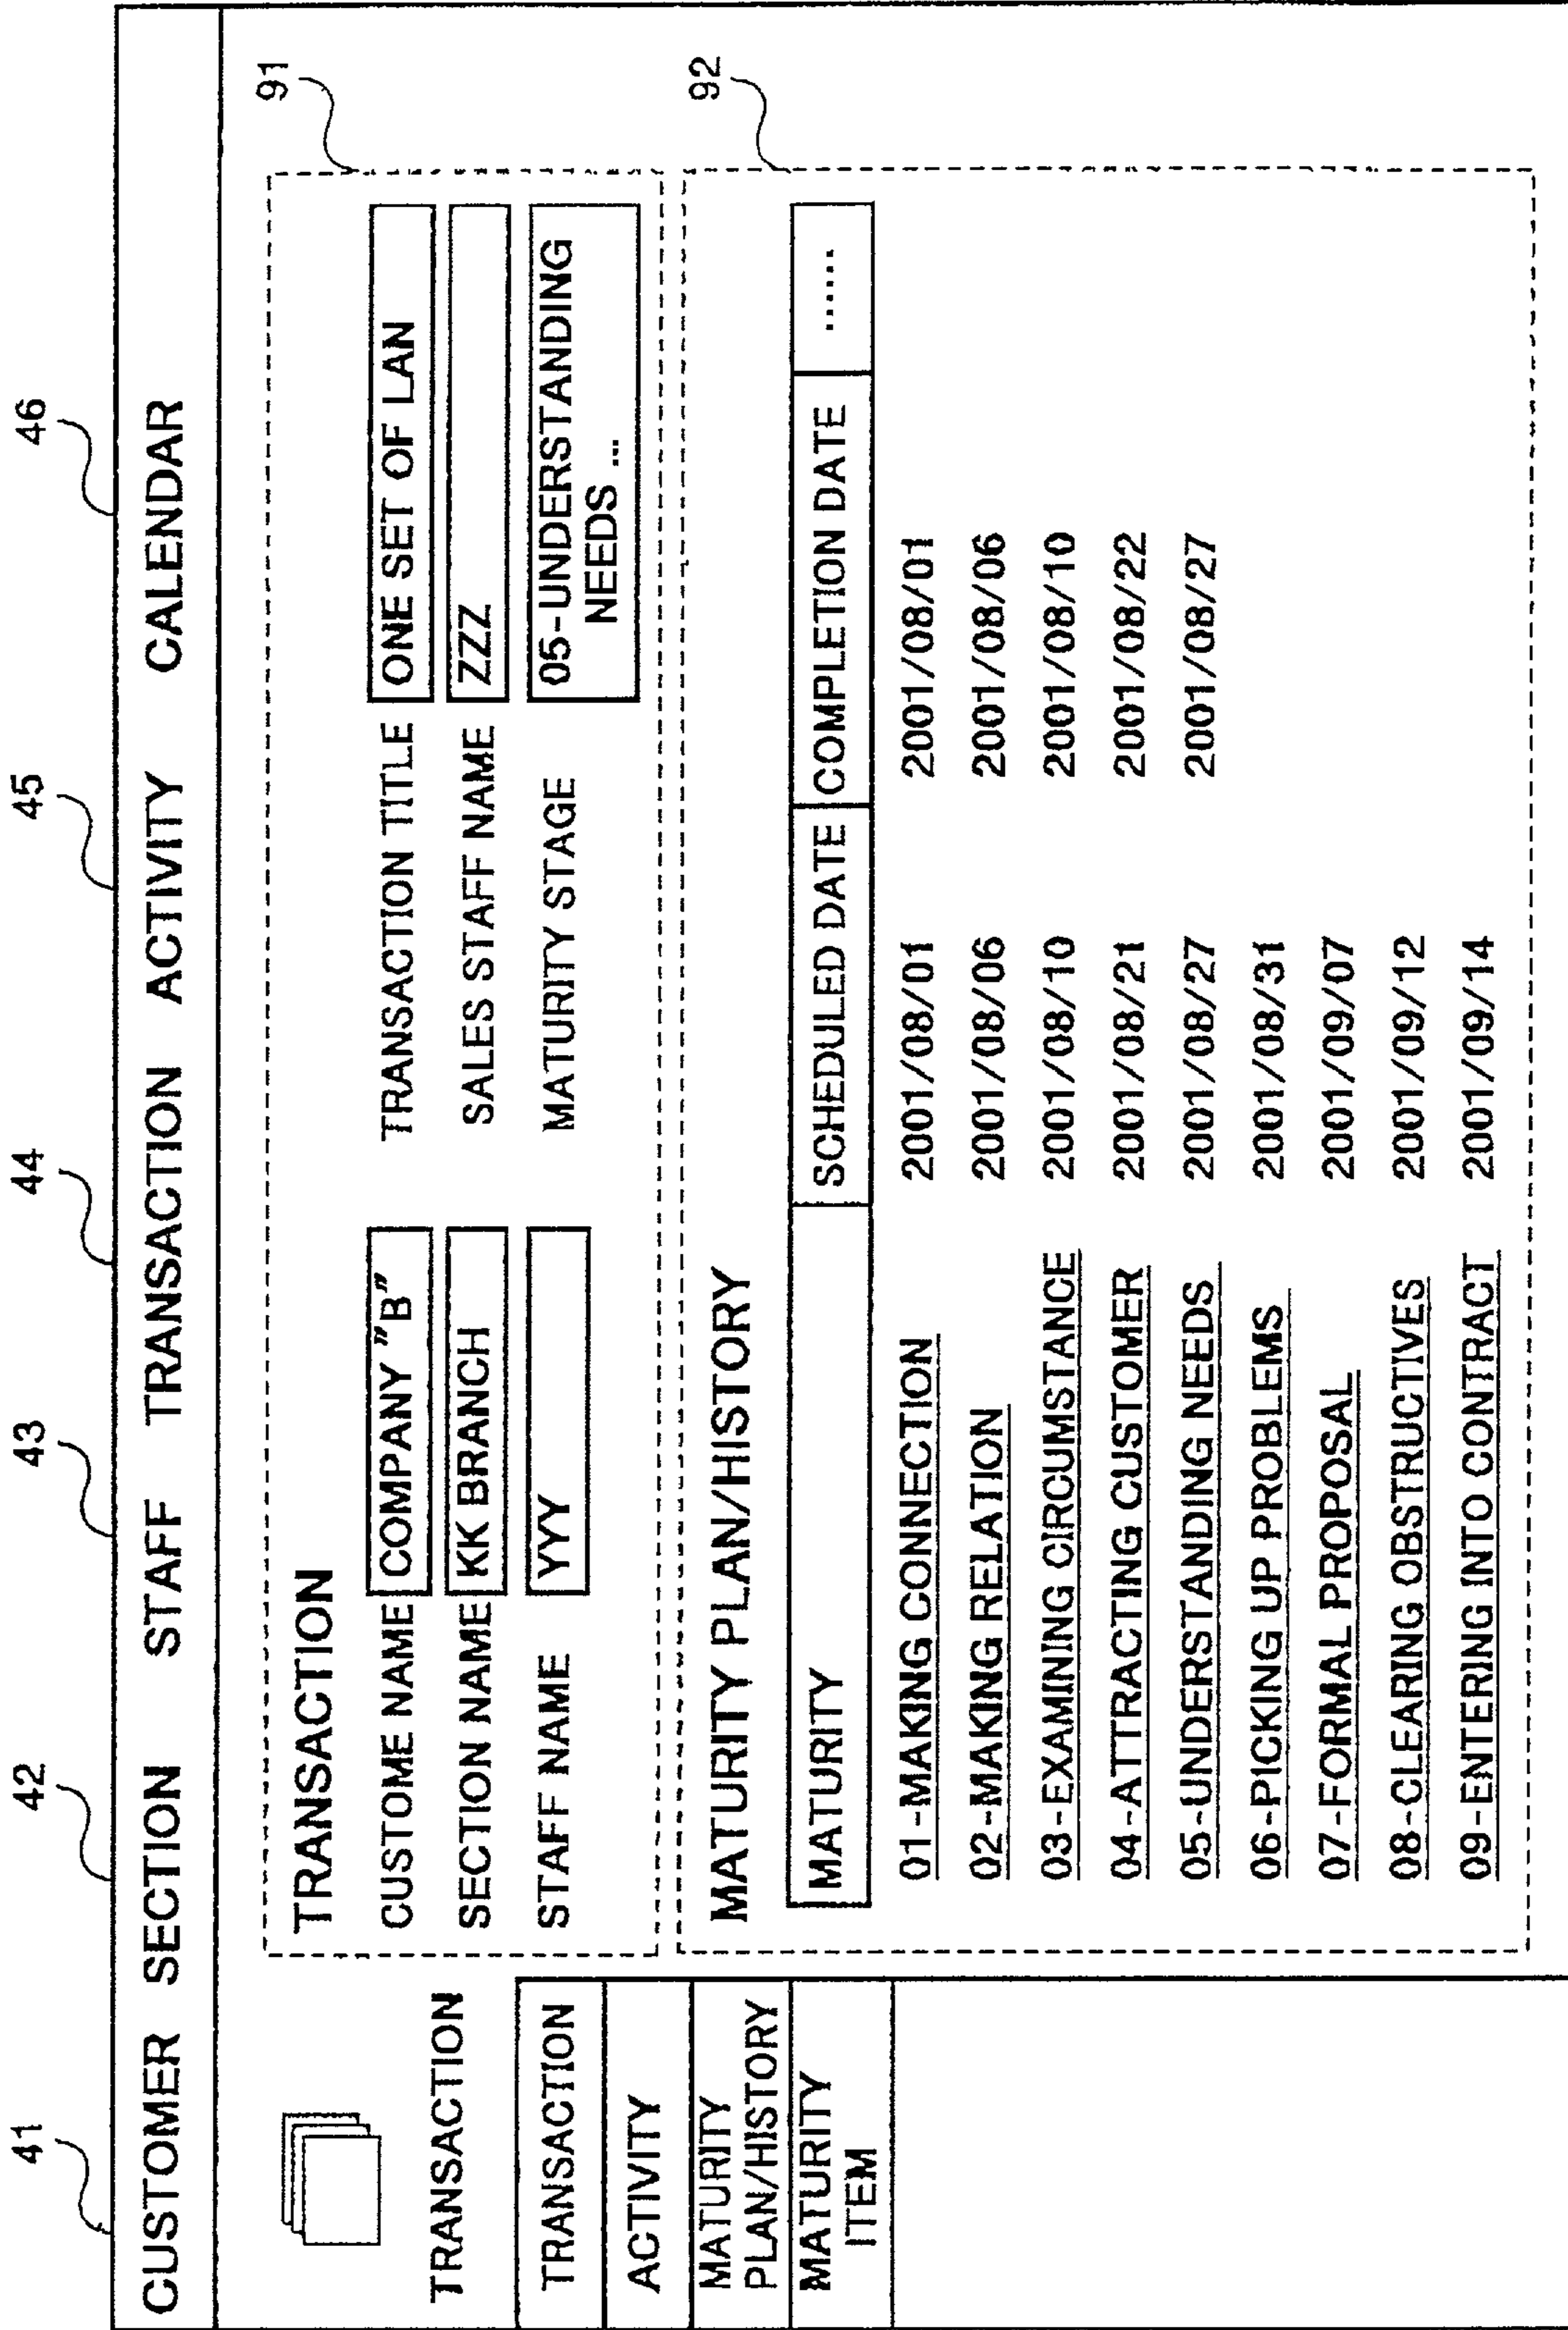 41 42 43 44 45 46
CUSTOMER SECTION STAFF TRANSACTION ACTIVITY CALENDAR
TRANSACTION
TRANSACTION
ACTIVITY
MATURITY
PLAN/HISTORY
MATURITY
ITEM
91
TRANSACTION
CUSTOME NAME COMPANY "B" TRANSACTION TITLE ONE SET OF LAN
SECTION NAME KK BRANCH SALES STAFF NAME ZZZ
STAFF NAME YYY MATURITY STAGE 05-UNDERSTANDING
NEEDS ...
92
MATURITY PLAN/HISTORY
MATURITY SCHEDULED DATE COMPLETION DATE ......
01-MAKING CONNECTION 2001/08/01 2001/08/01
02-MAKING RELATION 2001/08/06 2001/08/06
03-EXAMINING CIRCUMSTANCE 2001/08/10 2001/08/10
04-ATTRACTING CUSTOMER 2001/08/21 2001/08/22
05-UNDERSTANDING NEEDS 2001/08/27 2001/08/27
06-PICKING UP PROBLEMS 2001/08/31
07-FORMAL PROPOSAL 2001/09/07
08-CLEARING OBSTRUCTIVES 2001/09/12
09-ENTERING INTO CONTRACT 2001/09/14